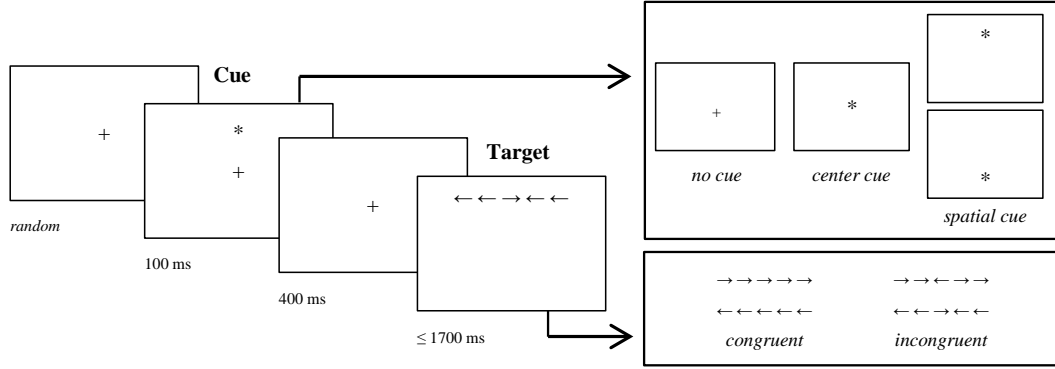 Cue
+
random
*
+
100 ms
+
400 ms
Target
← ← → ← ←
≤ 1700 ms
+
no cue
*
center cue
*
*
spatial cue
→ → → → →
← ← ← ← ←
congruent
→ → ← → →
← ← → ← ←
incongruent